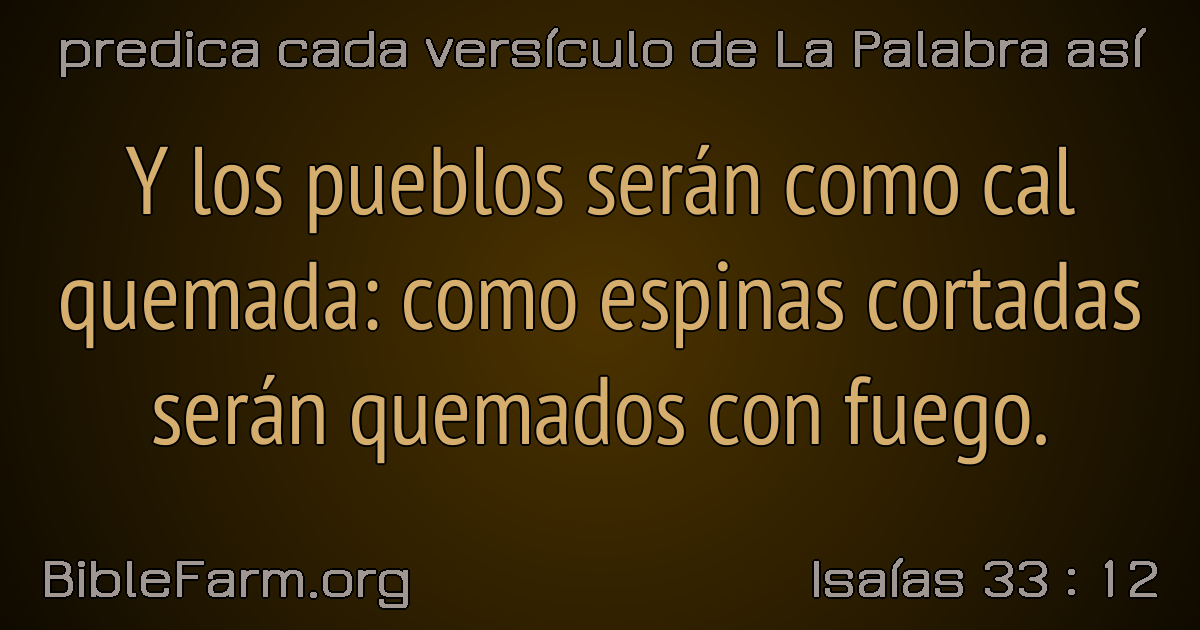 predica cada versículo de La Palabra así
Y los pueblos serán como cal
quemada: como espinas cortadas
serán quemados con fuego.
BibleFarm.org
Isaías 33 : 12